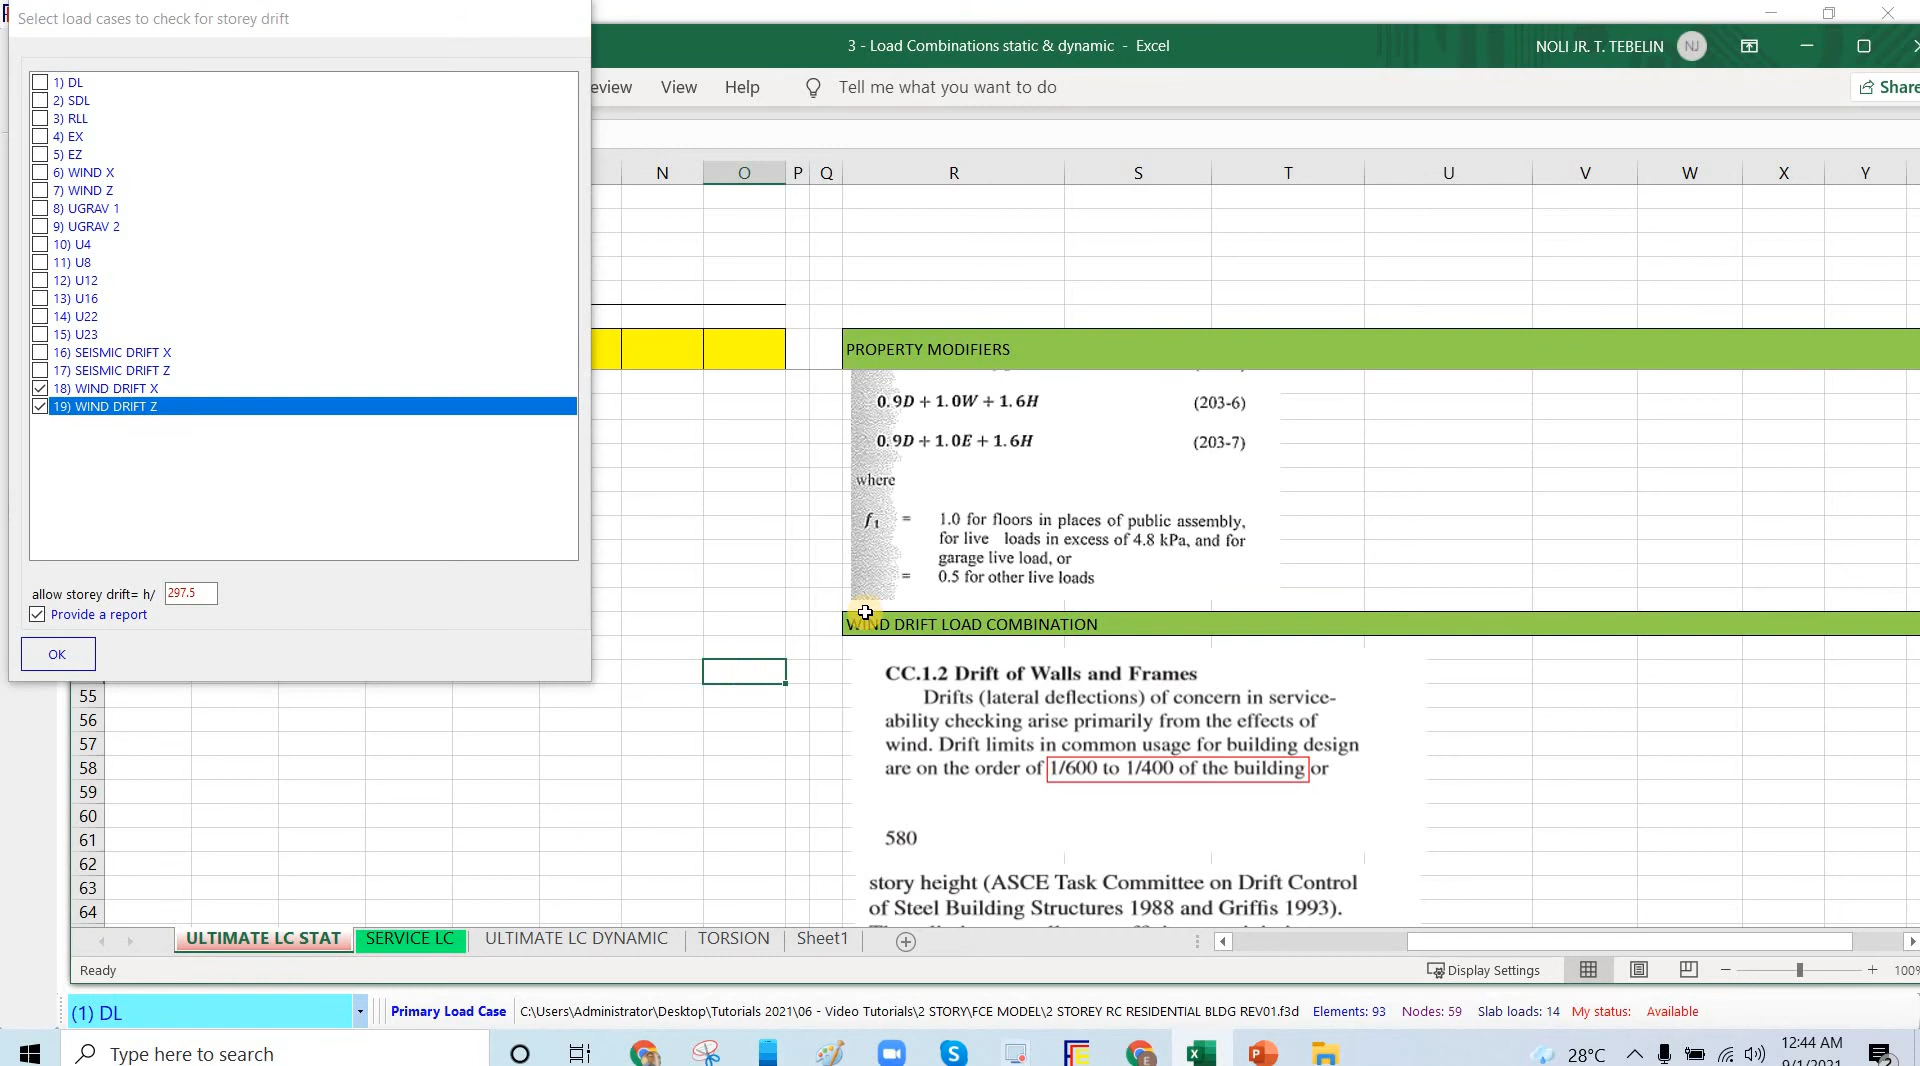 Select load cases to check for storey drift
1) DL
2) SDL
3) RLL
4) EX
5) EZ
6) WIND X
7) WIND Z
8) UGRAV 1
9) UGRAV 2
10) U4
11) U8
12) U12
13) U16
14) U22
15) U23
16) SEISMIC DRIFT X
17) SEISMIC DRIFT Z
18) WIND DRIFT X
19) WIND DRIFT Z
allow storey drift= h/ 297.5
Provide a report
OK
3 - Load Combinations static & dynamic - Excel
NOLI JR. T. TEBELIN NJ
eview View Help Tell me what you want to do Share
N O P Q R S T U V W X Y
PROPERTY MODIFIERS
0.9D + 1.0W + 1.6H (203-6)
0.9D + 1.0E + 1.6H (203-7)
where
f1 = 1.0 for floors in places of public assembly,
for live loads in excess of 4.8 kPa, and for
garage live load, or
= 0.5 for other live loads
WIND DRIFT LOAD COMBINATION
CC.1.2 Drift of Walls and Frames
Drifts (lateral deflections) of concern in service-
ability checking arise primarily from the effects of
wind. Drift limits in common usage for building design
are on the order of 1/600 to 1/400 of the building or
580
story height (ASCE Task Committee on Drift Control
of Steel Building Structures 1988 and Griffis 1993).
55
56
57
58
59
60
61
62
63
64
ULTIMATE LC STAT SERVICE LC ULTIMATE LC DYNAMIC TORSION Sheet1
Ready Display Settings 100%
(1) DL Primary Load Case C:\Users\Administrator\Desktop\Tutorials 2021\06 - Video Tutorials\2 STORY\FCE MODEL\2 STOREY RC RESIDENTIAL BLDG REV01.f3d Elements: 93 Nodes: 59 Slab loads: 14 My status: Available
Type here to search
28°C
12:44 AM
9/1/2021
2